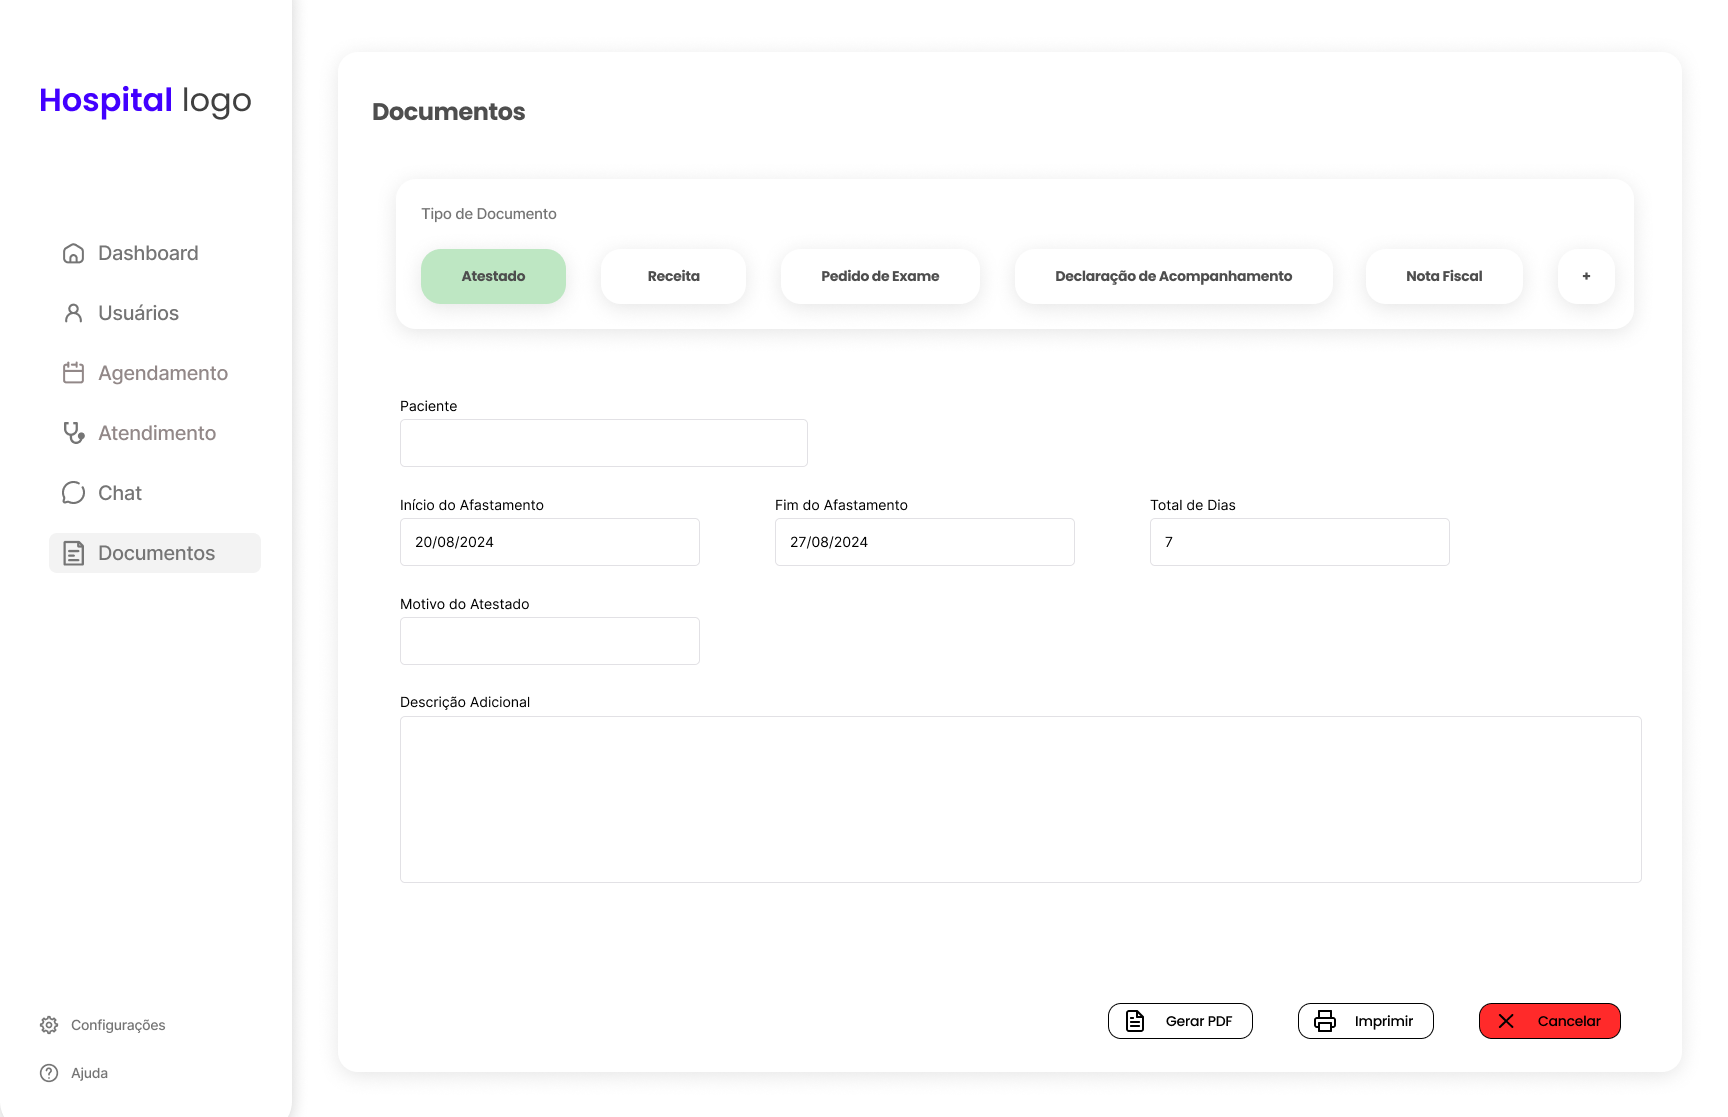 Hospital logo
Dashboard
Usuários
Agendamento
Atendimento
Chat
Documentos
Configurações
Ajuda
Documentos
Tipo de Documento
Atestado
Receita
Pedido de Exame
Declaração de Acompanhamento
Nota Fiscal
+
Paciente
Início do Afastamento
Fim do Afastamento
Total de Dias
20/08/2024
27/08/2024
7
Motivo do Atestado
Descrição Adicional
Gerar PDF
Imprimir
Cancelar